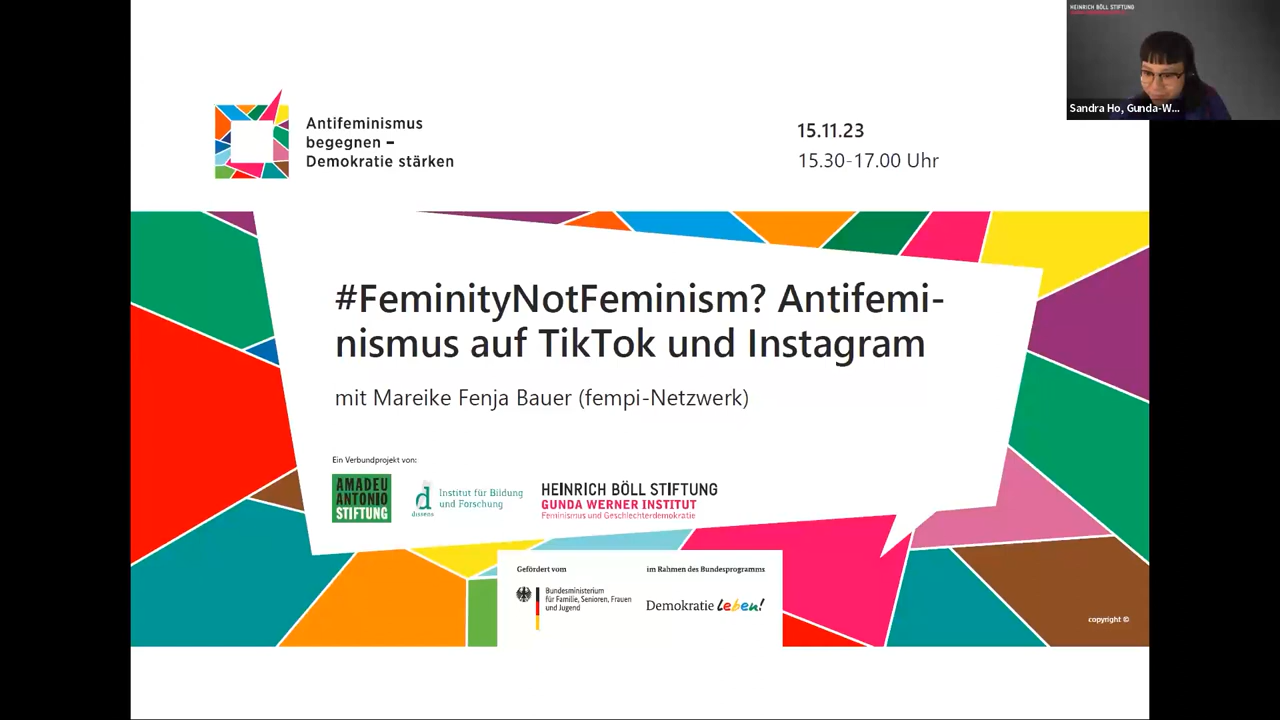 HEINRICH BÖLL STIFTUNG
Sandra Ho, Gunda-W...
Antifeminismus
begegnen –
Demokratie stärken
15.11.23
15.30-17.00 Uhr
#FeminityNotFeminism? Antifemi-
nismus auf TikTok und Instagram
mit Mareike Fenja Bauer (fempi-Netzwerk)
Ein Verbundprojekt von:
AMADEU
ANTONIO
STIFTUNG
d
dissens
Institut für Bildung
und Forschung
HEINRICH BÖLL STIFTUNG
GUNDA WERNER INSTITUT
Feminismus und Geschlechterdemokratie
Gefördert vom
Bundesministerium
für Familie, Senioren, Frauen
und Jugend
im Rahmen des Bundesprogramms
Demokratie leben!
copyright ©